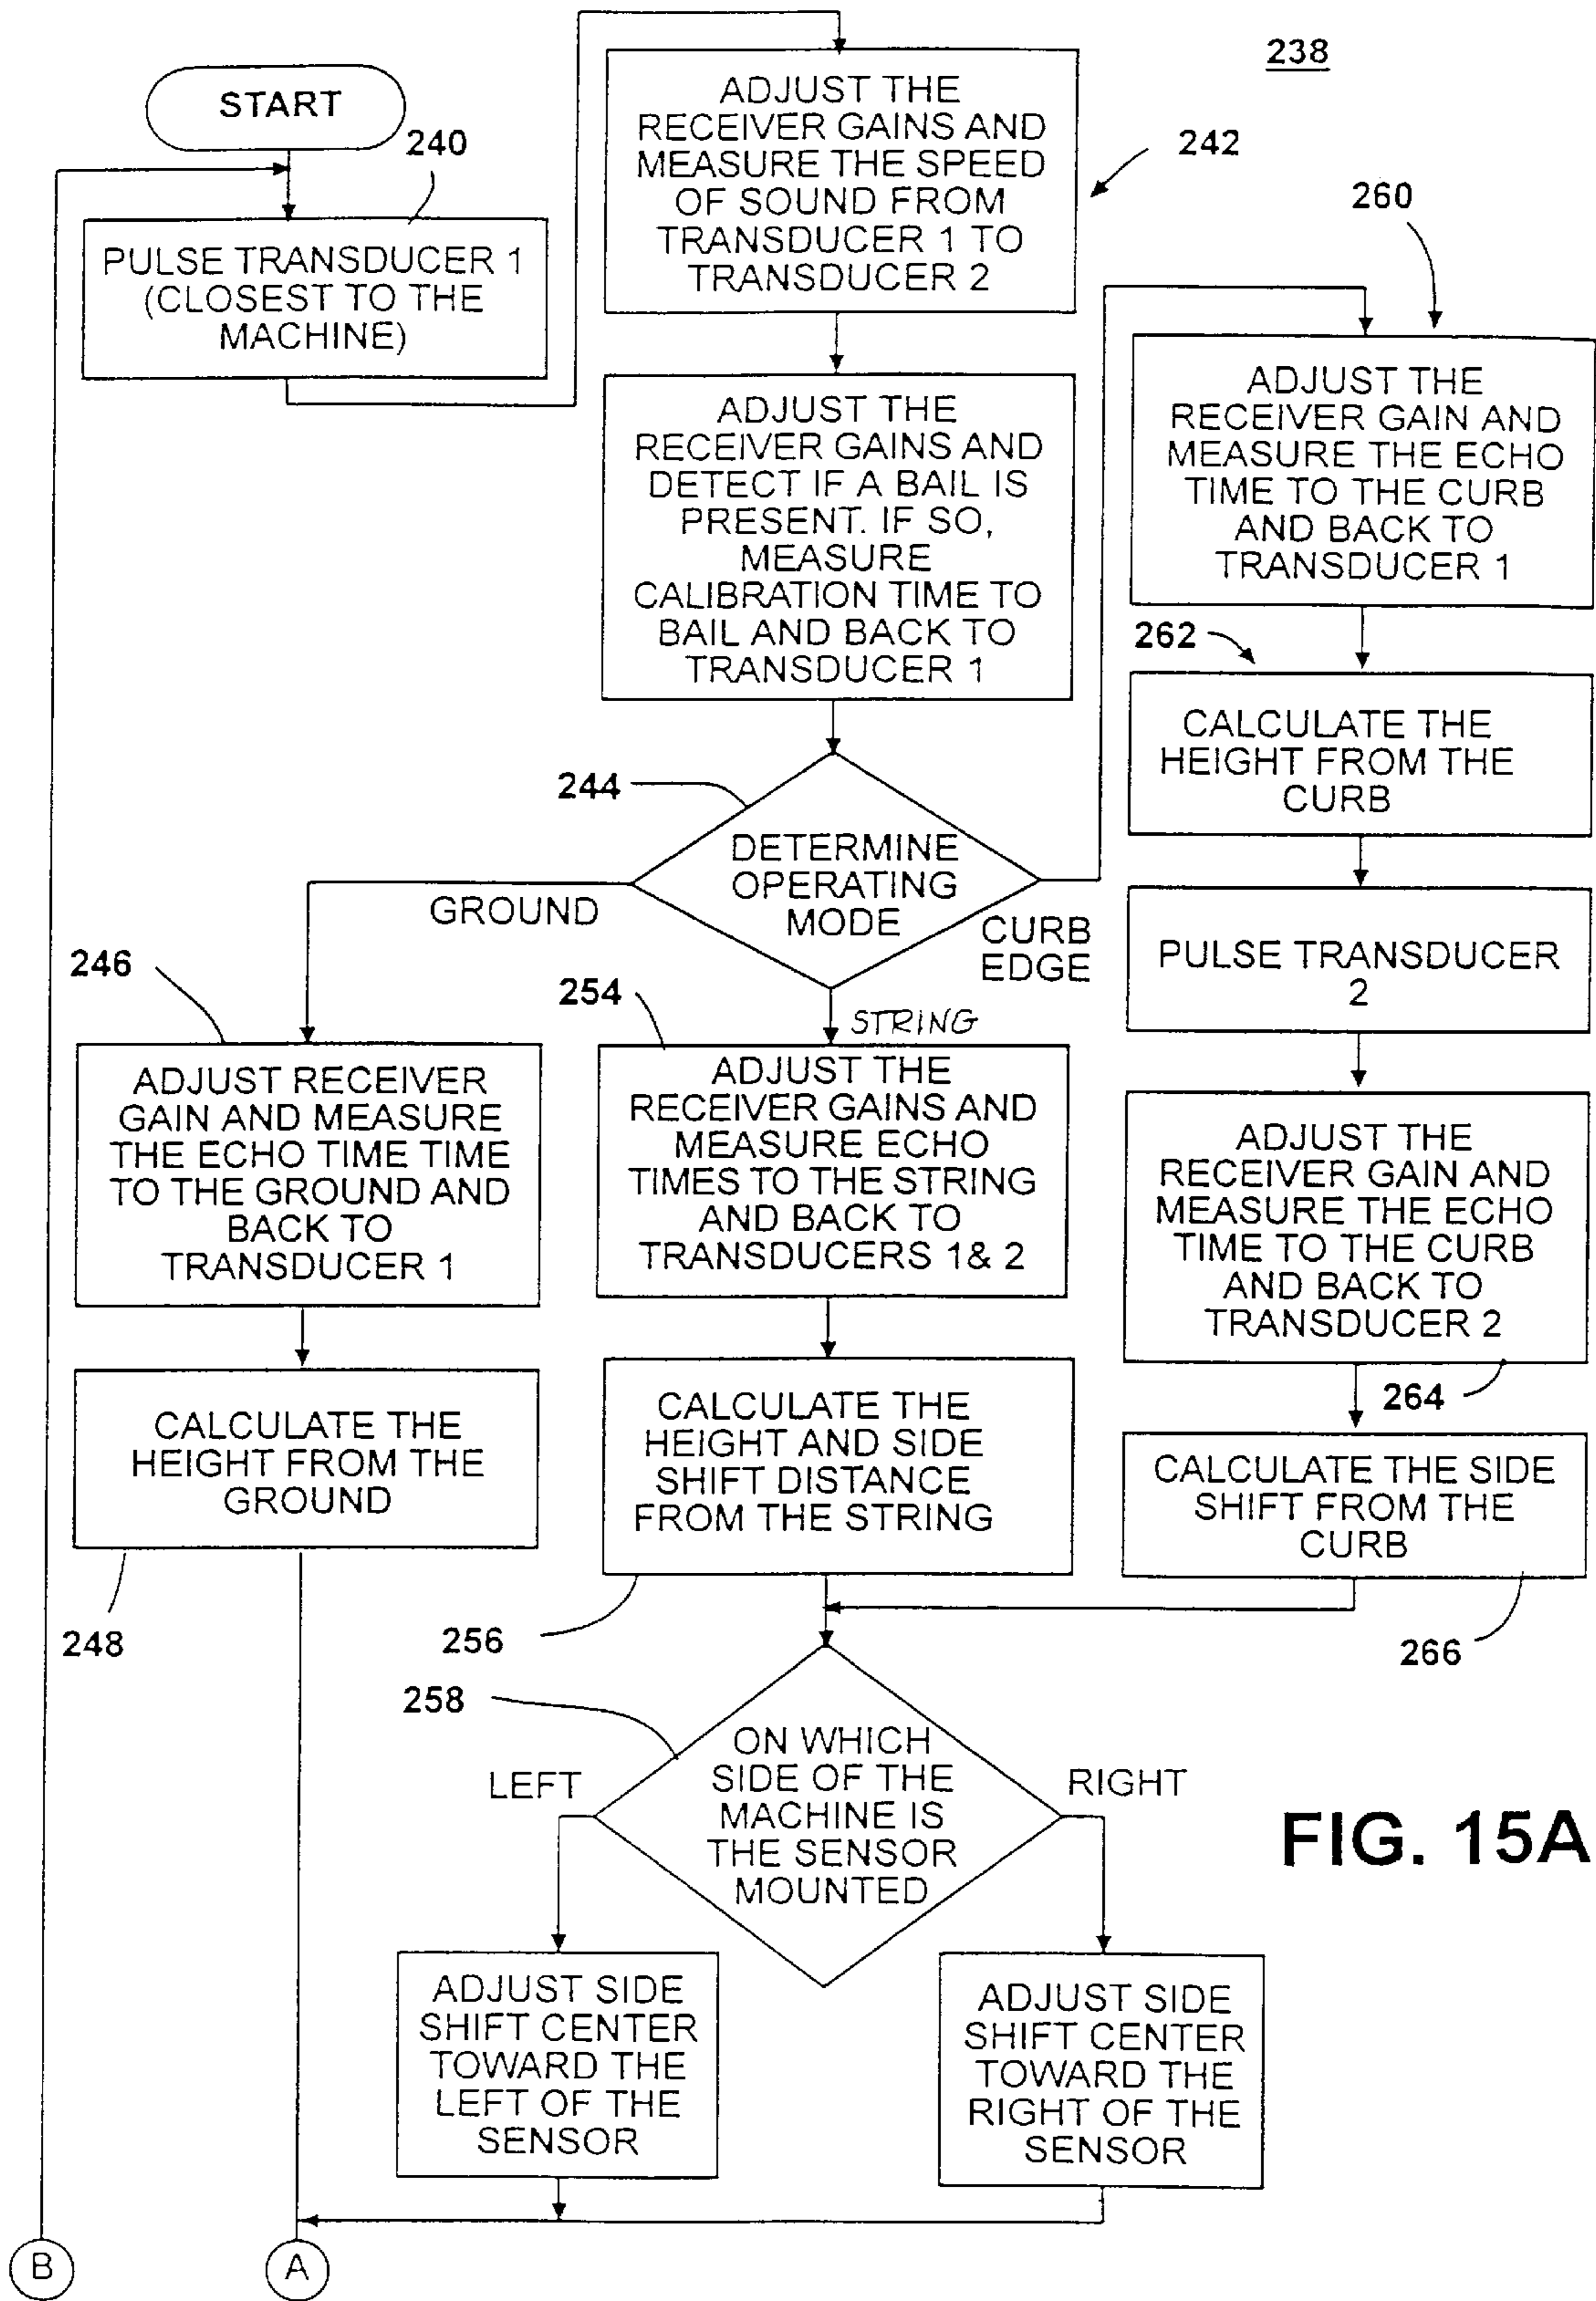 238
START
240
PULSE TRANSDUCER 1
(CLOSEST TO THE
MACHINE)
ADJUST THE
RECEIVER GAINS AND
MEASURE THE SPEED
OF SOUND FROM
TRANSDUCER 1 TO
TRANSDUCER 2
242
ADJUST THE
RECEIVER GAINS AND
DETECT IF A BAIL IS
PRESENT. IF SO,
MEASURE
CALIBRATION TIME TO
BAIL AND BACK TO
TRANSDUCER 1
244
DETERMINE
OPERATING
MODE
GROUND
CURB
EDGE
STRING
246
ADJUST RECEIVER
GAIN AND MEASURE
THE ECHO TIME TIME
TO THE GROUND AND
BACK TO
TRANSDUCER 1
CALCULATE THE
HEIGHT FROM THE
GROUND
248
254
ADJUST THE
RECEIVER GAINS AND
MEASURE ECHO
TIMES TO THE STRING
AND BACK TO
TRANSDUCERS 1& 2
CALCULATE THE
HEIGHT AND SIDE
SHIFT DISTANCE
FROM THE STRING
256
260
ADJUST THE
RECEIVER GAIN AND
MEASURE THE ECHO
TIME TO THE CURB
AND BACK TO
TRANSDUCER 1
262
CALCULATE THE
HEIGHT FROM THE
CURB
PULSE TRANSDUCER
2
ADJUST THE
RECEIVER GAIN AND
MEASURE THE ECHO
TIME TO THE CURB
AND BACK TO
TRANSDUCER 2
264
CALCULATE THE SIDE
SHIFT FROM THE
CURB
266
258
ON WHICH
SIDE OF THE
MACHINE IS
THE SENSOR
MOUNTED
LEFT
RIGHT
ADJUST SIDE
SHIFT CENTER
TOWARD THE
LEFT OF THE
SENSOR
ADJUST SIDE
SHIFT CENTER
TOWARD THE
RIGHT OF THE
SENSOR
FIG. 15A
B
A